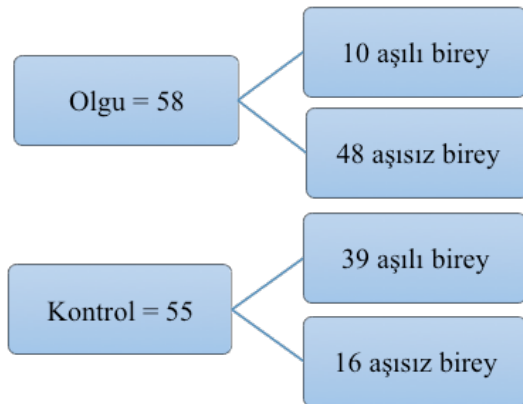 Olgu = 58
10 aşılı birey
48 aşısız birey
Kontrol = 55
39 aşılı birey
16 aşısız birey